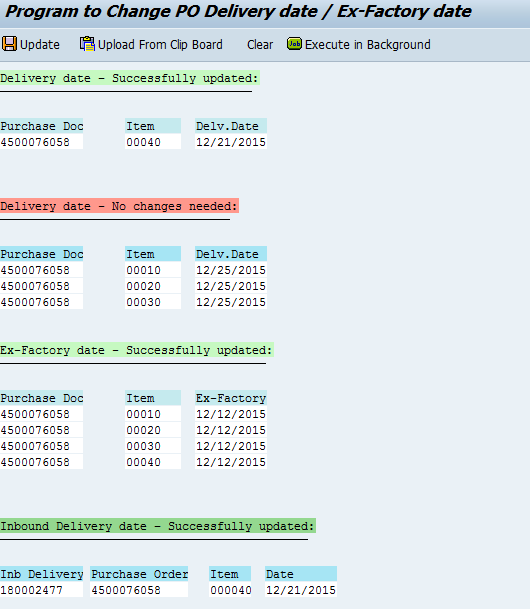 Program to Change PO Delivery date / Ex-Factory date
Update Upload From Clip Board Clear Job Execute in Background
Delivery date - Successfully updated:
Purchase Doc Item Delv.Date
4500076058 00040 12/21/2015
Delivery date - No changes needed:
Purchase Doc Item Delv.Date
4500076058 00010 12/25/2015
4500076058 00020 12/25/2015
4500076058 00030 12/25/2015
Ex-Factory date - Successfully updated:
Purchase Doc Item Ex-Factory
4500076058 00010 12/12/2015
4500076058 00020 12/12/2015
4500076058 00030 12/12/2015
4500076058 00040 12/12/2015
Inbound Delivery date - Successfully updated:
Inb Delivery Purchase Order Item Date
180002477 4500076058 000040 12/21/2015